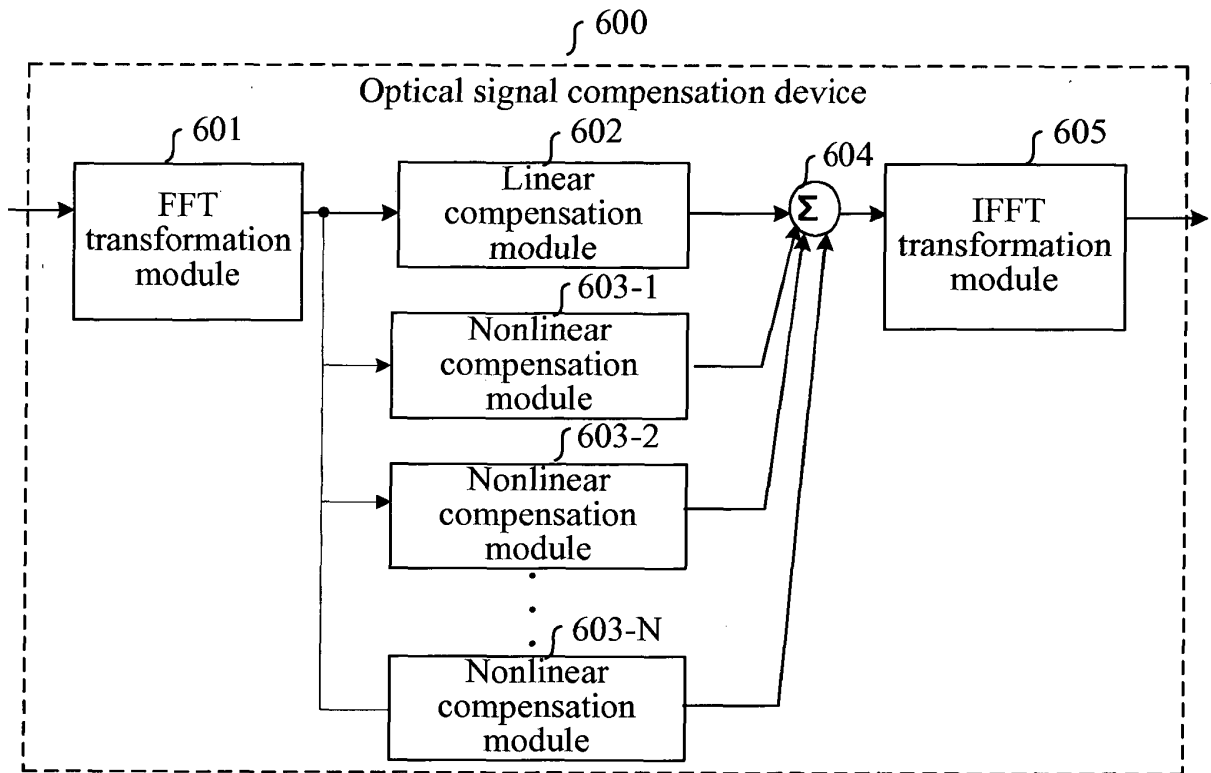 600
Optical signal compensation device
601
602
604
605
FFT
transformation
module
Linear
compensation
module
Σ
IFFT
transformation
module
603-1
Nonlinear
compensation
module
603-2
Nonlinear
compensation
module
603-N
Nonlinear
compensation
module